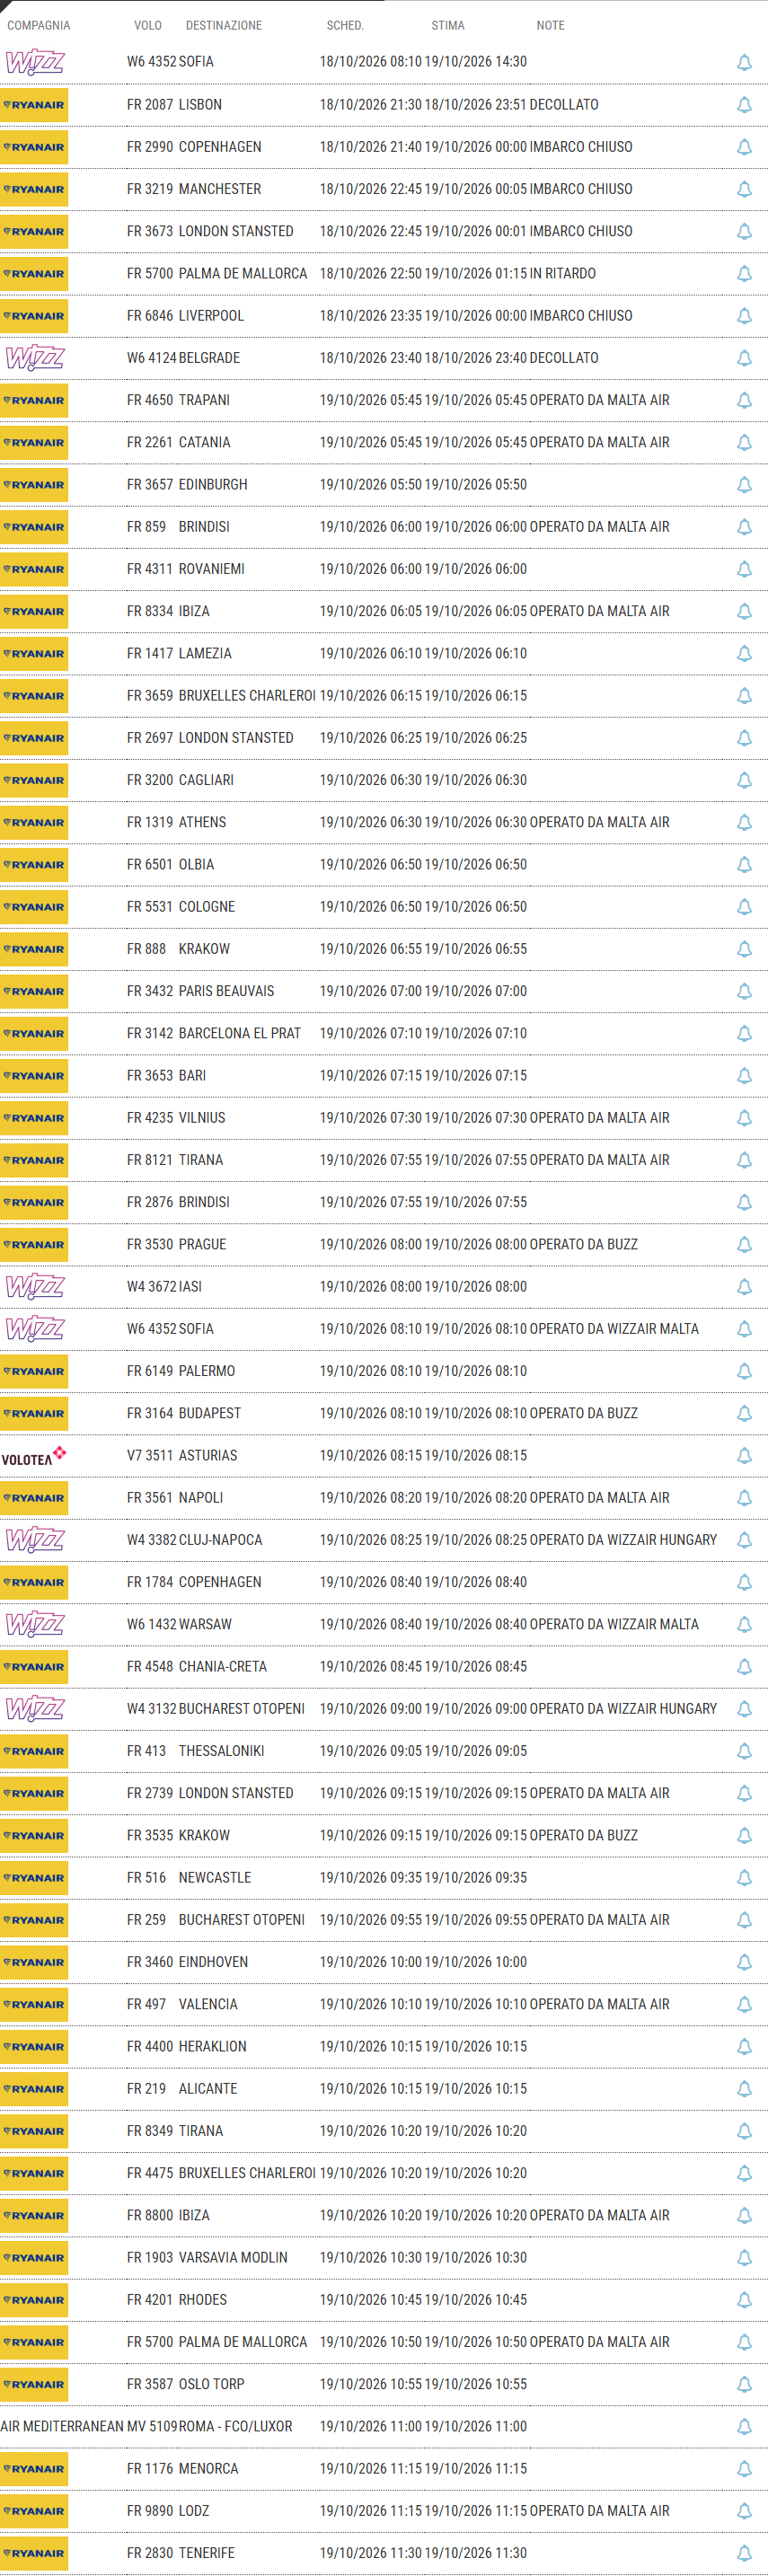 COMPAGNIA VOLO DESTINAZIONE SCHED. STIMA NOTE
WIZZ W6 4352 SOFIA 18/10/2026 08:10 19/10/2026 14:30
RYANAIR FR 2087 LISBON 18/10/2026 21:30 18/10/2026 23:51 DECOLLATO
RYANAIR FR 2990 COPENHAGEN 18/10/2026 21:40 19/10/2026 00:00 IMBARCO CHIUSO
RYANAIR FR 3219 MANCHESTER 18/10/2026 22:45 19/10/2026 00:05 IMBARCO CHIUSO
RYANAIR FR 3673 LONDON STANSTED 18/10/2026 22:45 19/10/2026 00:01 IMBARCO CHIUSO
RYANAIR FR 5700 PALMA DE MALLORCA 18/10/2026 22:50 19/10/2026 01:15 IN RITARDO
RYANAIR FR 6846 LIVERPOOL 18/10/2026 23:35 19/10/2026 00:00 IMBARCO CHIUSO
WIZZ W6 4124 BELGRADE 18/10/2026 23:40 18/10/2026 23:40 DECOLLATO
RYANAIR FR 4650 TRAPANI 19/10/2026 05:45 19/10/2026 05:45 OPERATO DA MALTA AIR
RYANAIR FR 2261 CATANIA 19/10/2026 05:45 19/10/2026 05:45 OPERATO DA MALTA AIR
RYANAIR FR 3657 EDINBURGH 19/10/2026 05:50 19/10/2026 05:50
RYANAIR FR 859 BRINDISI 19/10/2026 06:00 19/10/2026 06:00 OPERATO DA MALTA AIR
RYANAIR FR 4311 ROVANIEMI 19/10/2026 06:00 19/10/2026 06:00
RYANAIR FR 8334 IBIZA 19/10/2026 06:05 19/10/2026 06:05 OPERATO DA MALTA AIR
RYANAIR FR 1417 LAMEZIA 19/10/2026 06:10 19/10/2026 06:10
RYANAIR FR 3659 BRUXELLES CHARLEROI 19/10/2026 06:15 19/10/2026 06:15
RYANAIR FR 2697 LONDON STANSTED 19/10/2026 06:25 19/10/2026 06:25
RYANAIR FR 3200 CAGLIARI 19/10/2026 06:30 19/10/2026 06:30
RYANAIR FR 1319 ATHENS 19/10/2026 06:30 19/10/2026 06:30 OPERATO DA MALTA AIR
RYANAIR FR 6501 OLBIA 19/10/2026 06:50 19/10/2026 06:50
RYANAIR FR 5531 COLOGNE 19/10/2026 06:50 19/10/2026 06:50
RYANAIR FR 888 KRAKOW 19/10/2026 06:55 19/10/2026 06:55
RYANAIR FR 3432 PARIS BEAUVAIS 19/10/2026 07:00 19/10/2026 07:00
RYANAIR FR 3142 BARCELONA EL PRAT 19/10/2026 07:10 19/10/2026 07:10
RYANAIR FR 3653 BARI 19/10/2026 07:15 19/10/2026 07:15
RYANAIR FR 4235 VILNIUS 19/10/2026 07:30 19/10/2026 07:30 OPERATO DA MALTA AIR
RYANAIR FR 8121 TIRANA 19/10/2026 07:55 19/10/2026 07:55 OPERATO DA MALTA AIR
RYANAIR FR 2876 BRINDISI 19/10/2026 07:55 19/10/2026 07:55
RYANAIR FR 3530 PRAGUE 19/10/2026 08:00 19/10/2026 08:00 OPERATO DA BUZZ
WIZZ W4 3672 IASI 19/10/2026 08:00 19/10/2026 08:00
WIZZ W6 4352 SOFIA 19/10/2026 08:10 19/10/2026 08:10 OPERATO DA WIZZAIR MALTA
RYANAIR FR 6149 PALERMO 19/10/2026 08:10 19/10/2026 08:10
RYANAIR FR 3164 BUDAPEST 19/10/2026 08:10 19/10/2026 08:10 OPERATO DA BUZZ
VOLOTEA V7 3511 ASTURIAS 19/10/2026 08:15 19/10/2026 08:15
RYANAIR FR 3561 NAPOLI 19/10/2026 08:20 19/10/2026 08:20 OPERATO DA MALTA AIR
WIZZ W4 3382 CLUJ-NAPOCA 19/10/2026 08:25 19/10/2026 08:25 OPERATO DA WIZZAIR HUNGARY
RYANAIR FR 1784 COPENHAGEN 19/10/2026 08:40 19/10/2026 08:40
WIZZ W6 1432 WARSAW 19/10/2026 08:40 19/10/2026 08:40 OPERATO DA WIZZAIR MALTA
RYANAIR FR 4548 CHANIA-CRETA 19/10/2026 08:45 19/10/2026 08:45
WIZZ W4 3132 BUCHAREST OTOPENI 19/10/2026 09:00 19/10/2026 09:00 OPERATO DA WIZZAIR HUNGARY
RYANAIR FR 413 THESSALONIKI 19/10/2026 09:05 19/10/2026 09:05
RYANAIR FR 2739 LONDON STANSTED 19/10/2026 09:15 19/10/2026 09:15 OPERATO DA MALTA AIR
RYANAIR FR 3535 KRAKOW 19/10/2026 09:15 19/10/2026 09:15 OPERATO DA BUZZ
RYANAIR FR 516 NEWCASTLE 19/10/2026 09:35 19/10/2026 09:35
RYANAIR FR 259 BUCHAREST OTOPENI 19/10/2026 09:55 19/10/2026 09:55 OPERATO DA MALTA AIR
RYANAIR FR 3460 EINDHOVEN 19/10/2026 10:00 19/10/2026 10:00
RYANAIR FR 497 VALENCIA 19/10/2026 10:10 19/10/2026 10:10 OPERATO DA MALTA AIR
RYANAIR FR 4400 HERAKLION 19/10/2026 10:15 19/10/2026 10:15
RYANAIR FR 219 ALICANTE 19/10/2026 10:15 19/10/2026 10:15
RYANAIR FR 8349 TIRANA 19/10/2026 10:20 19/10/2026 10:20
RYANAIR FR 4475 BRUXELLES CHARLEROI 19/10/2026 10:20 19/10/2026 10:20
RYANAIR FR 8800 IBIZA 19/10/2026 10:20 19/10/2026 10:20 OPERATO DA MALTA AIR
RYANAIR FR 1903 VARSAVIA MODLIN 19/10/2026 10:30 19/10/2026 10:30
RYANAIR FR 4201 RHODES 19/10/2026 10:45 19/10/2026 10:45
RYANAIR FR 5700 PALMA DE MALLORCA 19/10/2026 10:50 19/10/2026 10:50 OPERATO DA MALTA AIR
RYANAIR FR 3587 OSLO TORP 19/10/2026 10:55 19/10/2026 10:55
AIR MEDITERRANEAN MV 5109 ROMA - FCO/LUXOR 19/10/2026 11:00 19/10/2026 11:00
RYANAIR FR 1176 MENORCA 19/10/2026 11:15 19/10/2026 11:15
RYANAIR FR 9890 LODZ 19/10/2026 11:15 19/10/2026 11:15 OPERATO DA MALTA AIR
RYANAIR FR 2830 TENERIFE 19/10/2026 11:30 19/10/2026 11:30